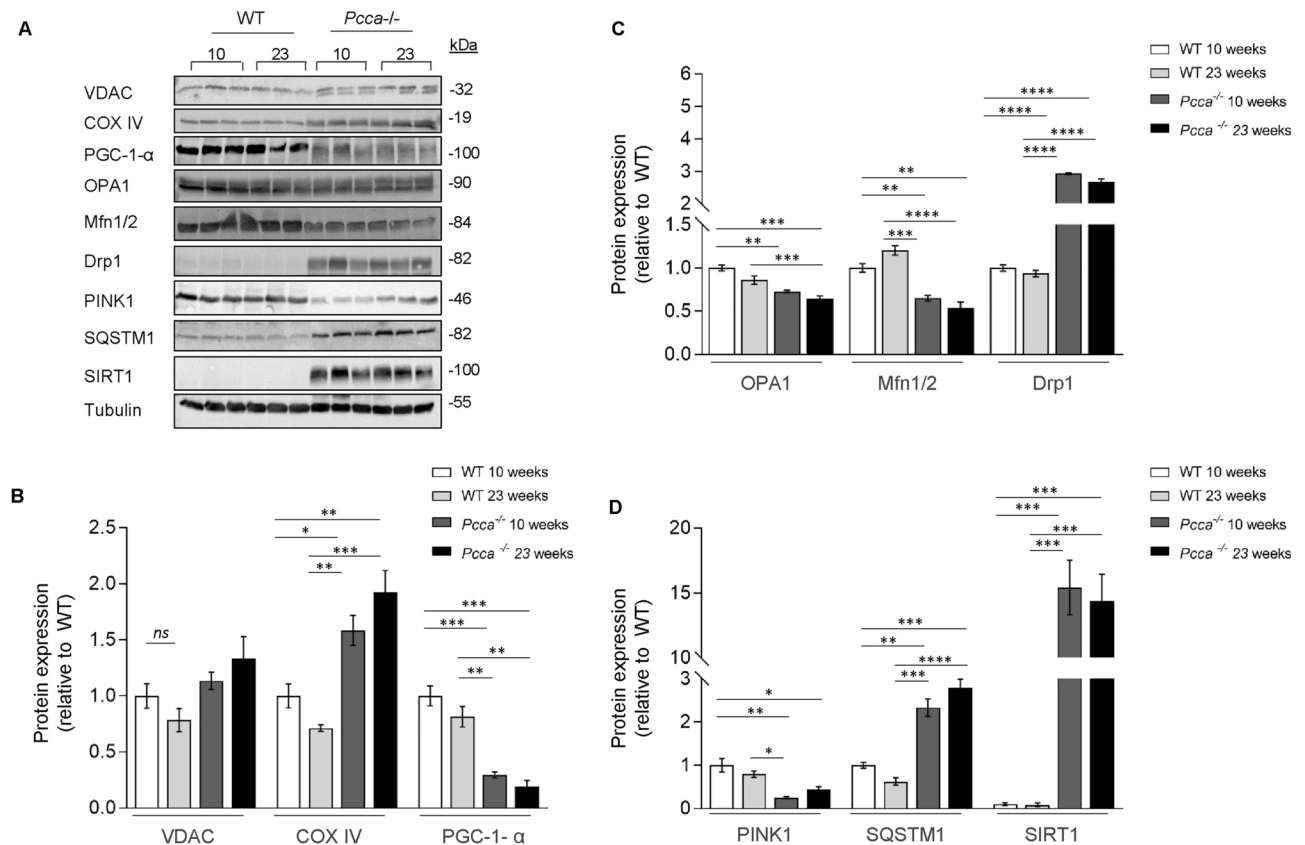 A
WT Pcca-/-
10 23 10 23 kDa
VDAC -32
COX IV -19
PGC-1-α -100
OPA1 -90
Mfn1/2 -84
Drp1 -82
PINK1 -46
SQSTM1 -82
SIRT1 -100
Tubulin -55
B
WT 10 weeks
WT 23 weeks
Pcca-/- 10 weeks
Pcca -/- 23 weeks
Protein expression
(relative to WT)
2.5
2.0
1.5
1.0
0.5
0.0
ns
** * *** **
*** *** ** **
VDAC COX IV PGC-1- α
C
WT 10 weeks
WT 23 weeks
Pcca-/- 10 weeks
Pcca -/- 23 weeks
Protein expression
(relative to WT)
6
5
4
3
2
1.5
1.0
0.5
0.0
*** ** ***
** ** **** ***
**** **** **** ****
OPA1 Mfn1/2 Drp1
D
WT 10 weeks
WT 23 weeks
Pcca-/- 10 weeks
Pcca -/- 23 weeks
Protein expression
(relative to WT)
20
15
10
3
2
1
0
* ** *
*** ** **** ***
*** *** *** ***
PINK1 SQSTM1 SIRT1